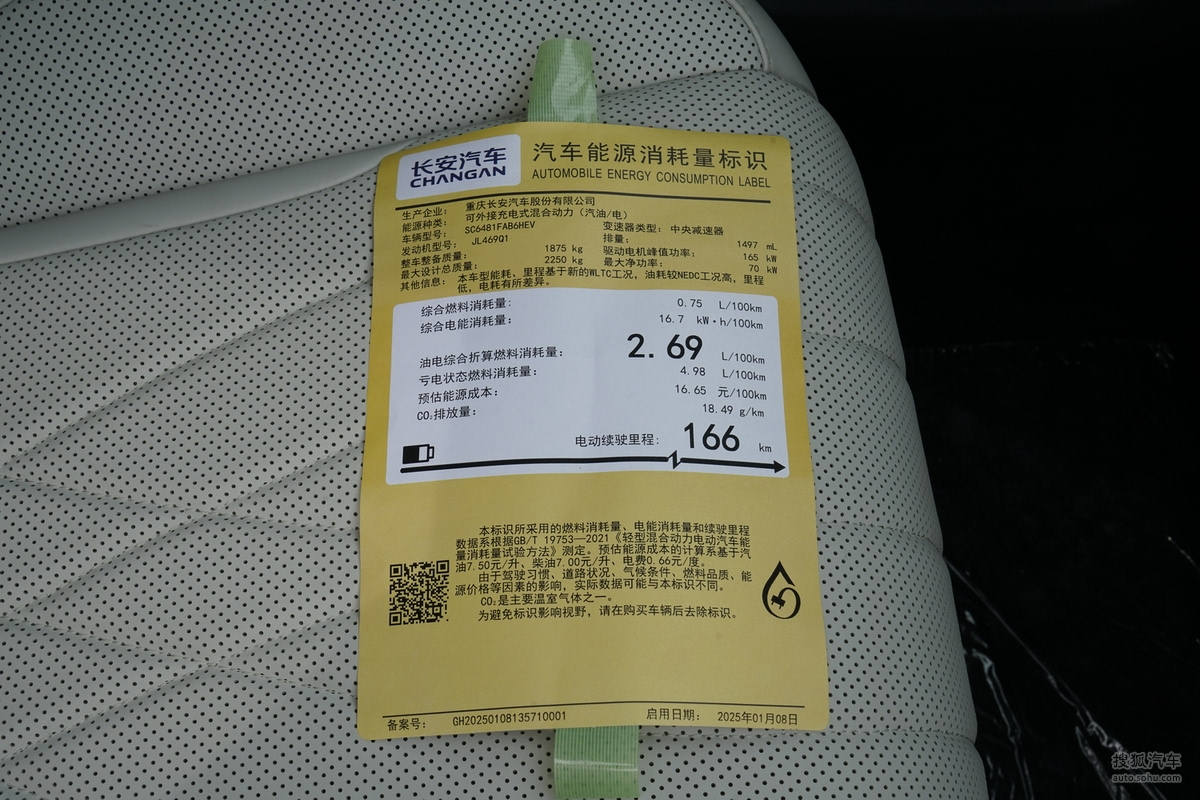 长安汽车
CHANGAN
汽车能源消耗量标识
AUTOMOBILE ENERGY CONSUMPTION LABEL
生产企业: 重庆长安汽车股份有限公司
能源种类: 可外接充电式混合动力（汽油/电）
车辆型号: SC6481FAB6HEV
变速器类型: 中央减速器
发动机型号: JL469Q1
排量: 1497 mL
整车整备质量: 1875 kg
驱动电机峰值功率: 165 kW
最大设计总质量: 2250 kg
最大净功率: 70 kW
其他信息: 本车型能耗、里程基于新的WLTC工况，油耗较NEDC工况高，里程
低，电耗有所差异。
综合燃料消耗量: 0.75 L/100km
综合电能消耗量: 16.7 kW·h/100km
油电综合折算燃料消耗量: 2.69 L/100km
亏电状态燃料消耗量: 4.98 L/100km
预估能源成本: 16.65 元/100km
CO₂排放量: 18.49 g/km
电动续驶里程: 166 km
本标识所采用的燃料消耗量、电能消耗量和续驶里程
数据系根据GB/T 19753—2021《轻型混合动力电动汽车能
量消耗量试验方法》测定。预估能源成本的计算系基于汽
油7.50元/升、柴油7.00元/升、电费0.66元/度。
由于驾驶习惯、道路状况、气候条件、燃料品质、能
源价格等因素的影响，实际数据可能与本标识不同。
CO₂是主要温室气体之一。
为避免标识影响视野，请在购买车辆后去除标识。
备案号: GH20250108135710001
启用日期: 2025年01月08日
搜狐汽车
auto.sohu.com